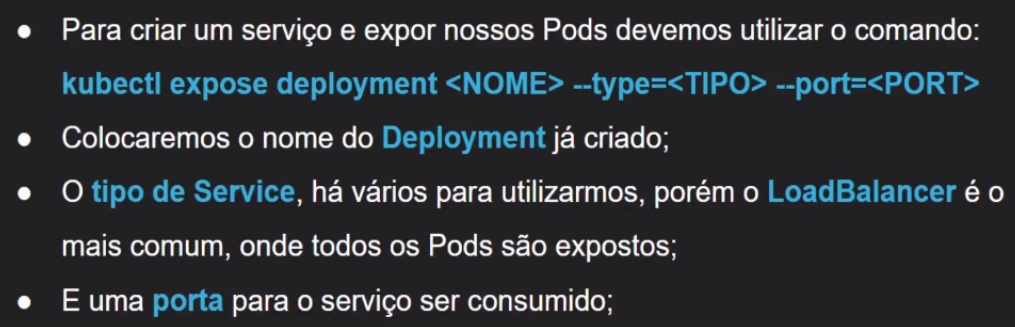 ● Para criar um serviço e expor nossos Pods devemos utilizar o comando:
kubectl expose deployment <NOME> --type=<TIPO> --port=<PORT>
● Colocaremos o nome do Deployment já criado;
● O tipo de Service, há vários para utilizarmos, porém o LoadBalancer é o
mais comum, onde todos os Pods são expostos;
● E uma porta para o serviço ser consumido;